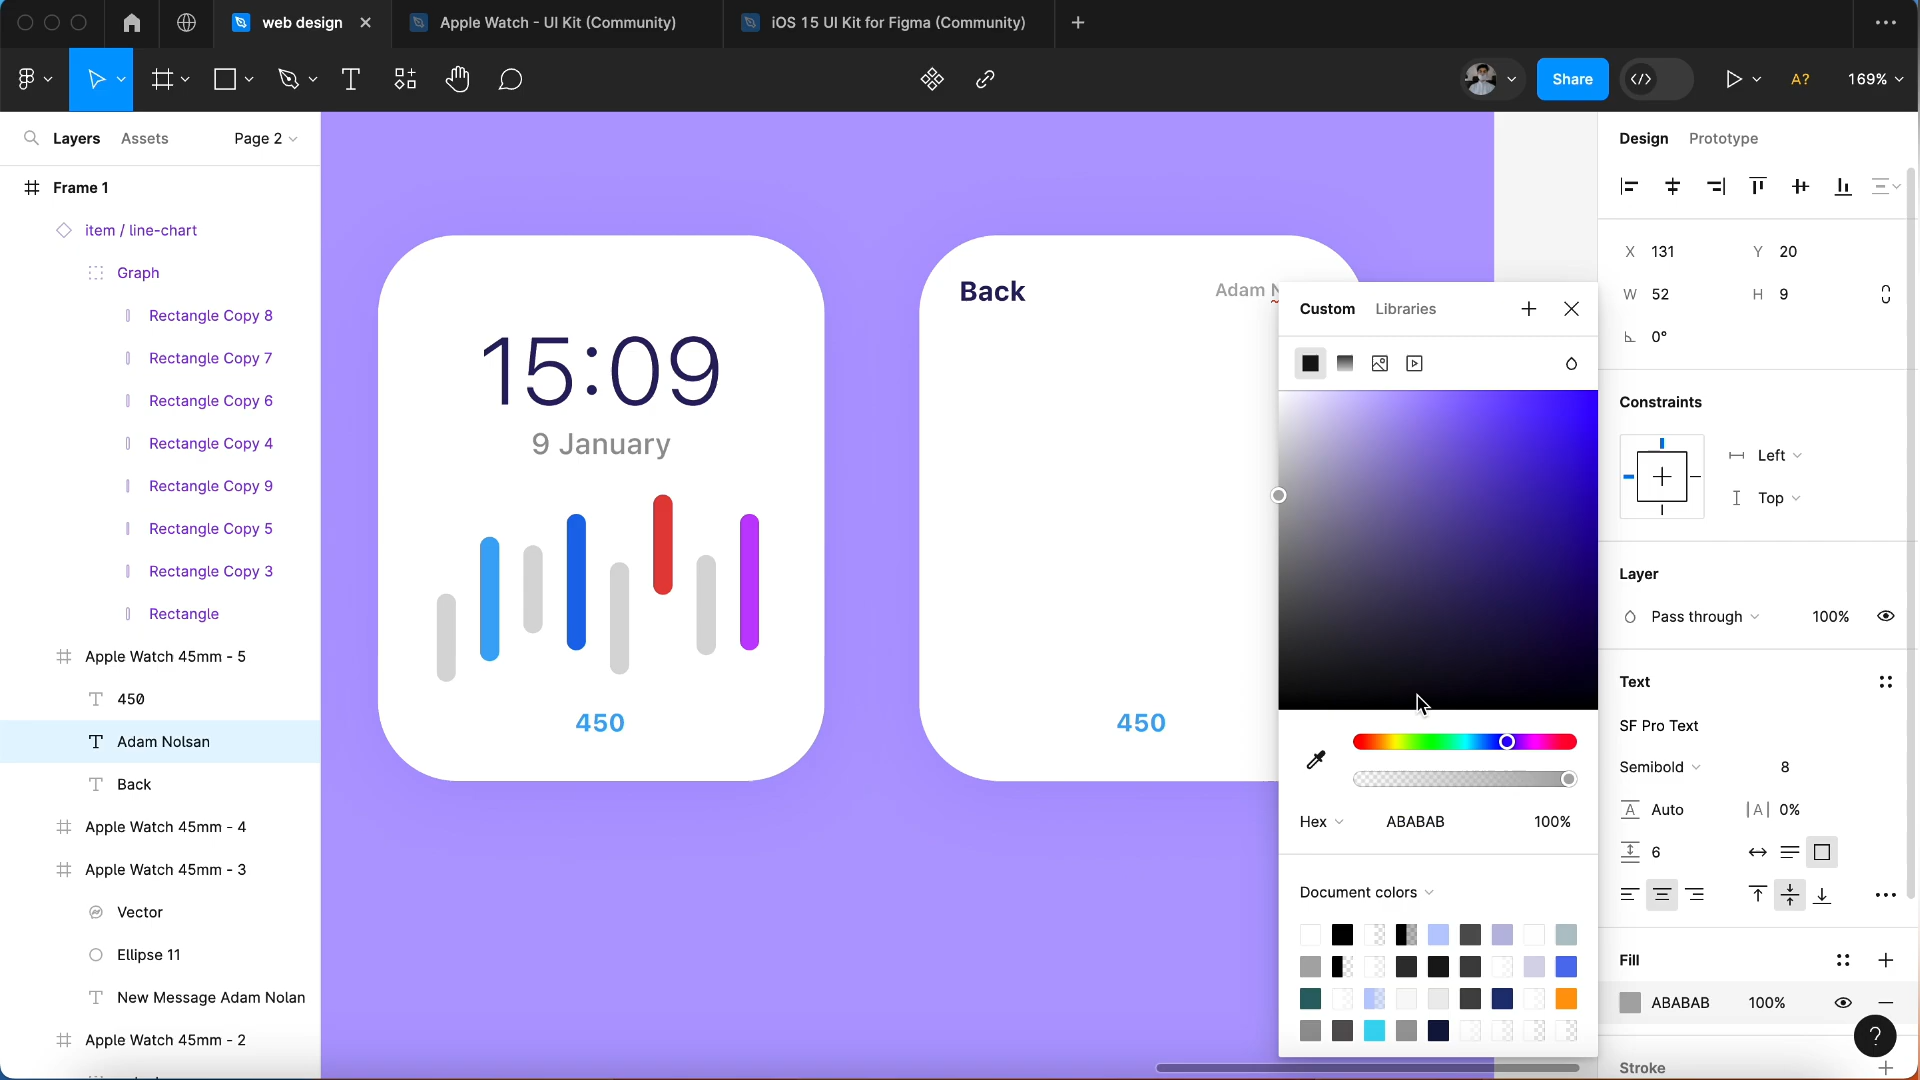 web design
Apple Watch - UI Kit (Community)
iOS 15 UI Kit for Figma (Community)
Share
A?
169%
Layers
Assets
Page 2
Frame 1
item / line-chart
Graph
Rectangle Copy 8
Rectangle Copy 7
Rectangle Copy 6
Rectangle Copy 4
Rectangle Copy 9
Rectangle Copy 5
Rectangle Copy 3
Rectangle
Apple Watch 45mm - 5
450
Adam Nolsan
Back
Apple Watch 45mm - 4
Apple Watch 45mm - 3
Vector
Ellipse 11
New Message Adam Nolan
Apple Watch 45mm - 2
15:09
9 January
450
Back
Adam N
450
Custom
Libraries
Hex
ABABAB
100%
Document colors
Design
Prototype
X 131
Y 20
W 52
H 9
0°
Constraints
Left
Top
Layer
Pass through
100%
Text
SF Pro Text
Semibold
8
Auto
|A| 0%
6
Fill
ABABAB
100%
?
Stroke